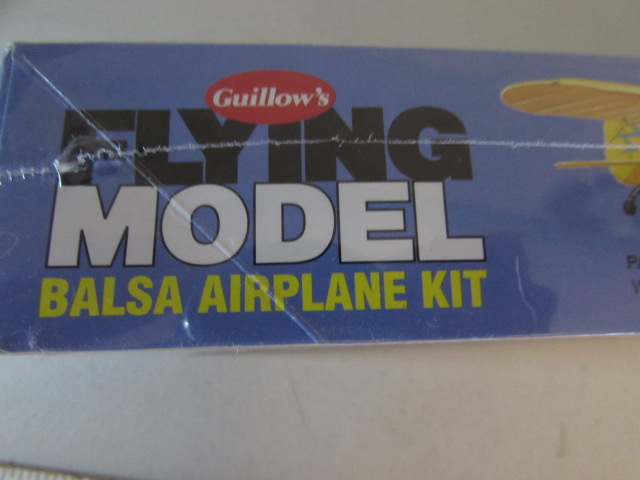 Guillow's
FLYING
MODEL
BALSA AIRPLANE KIT